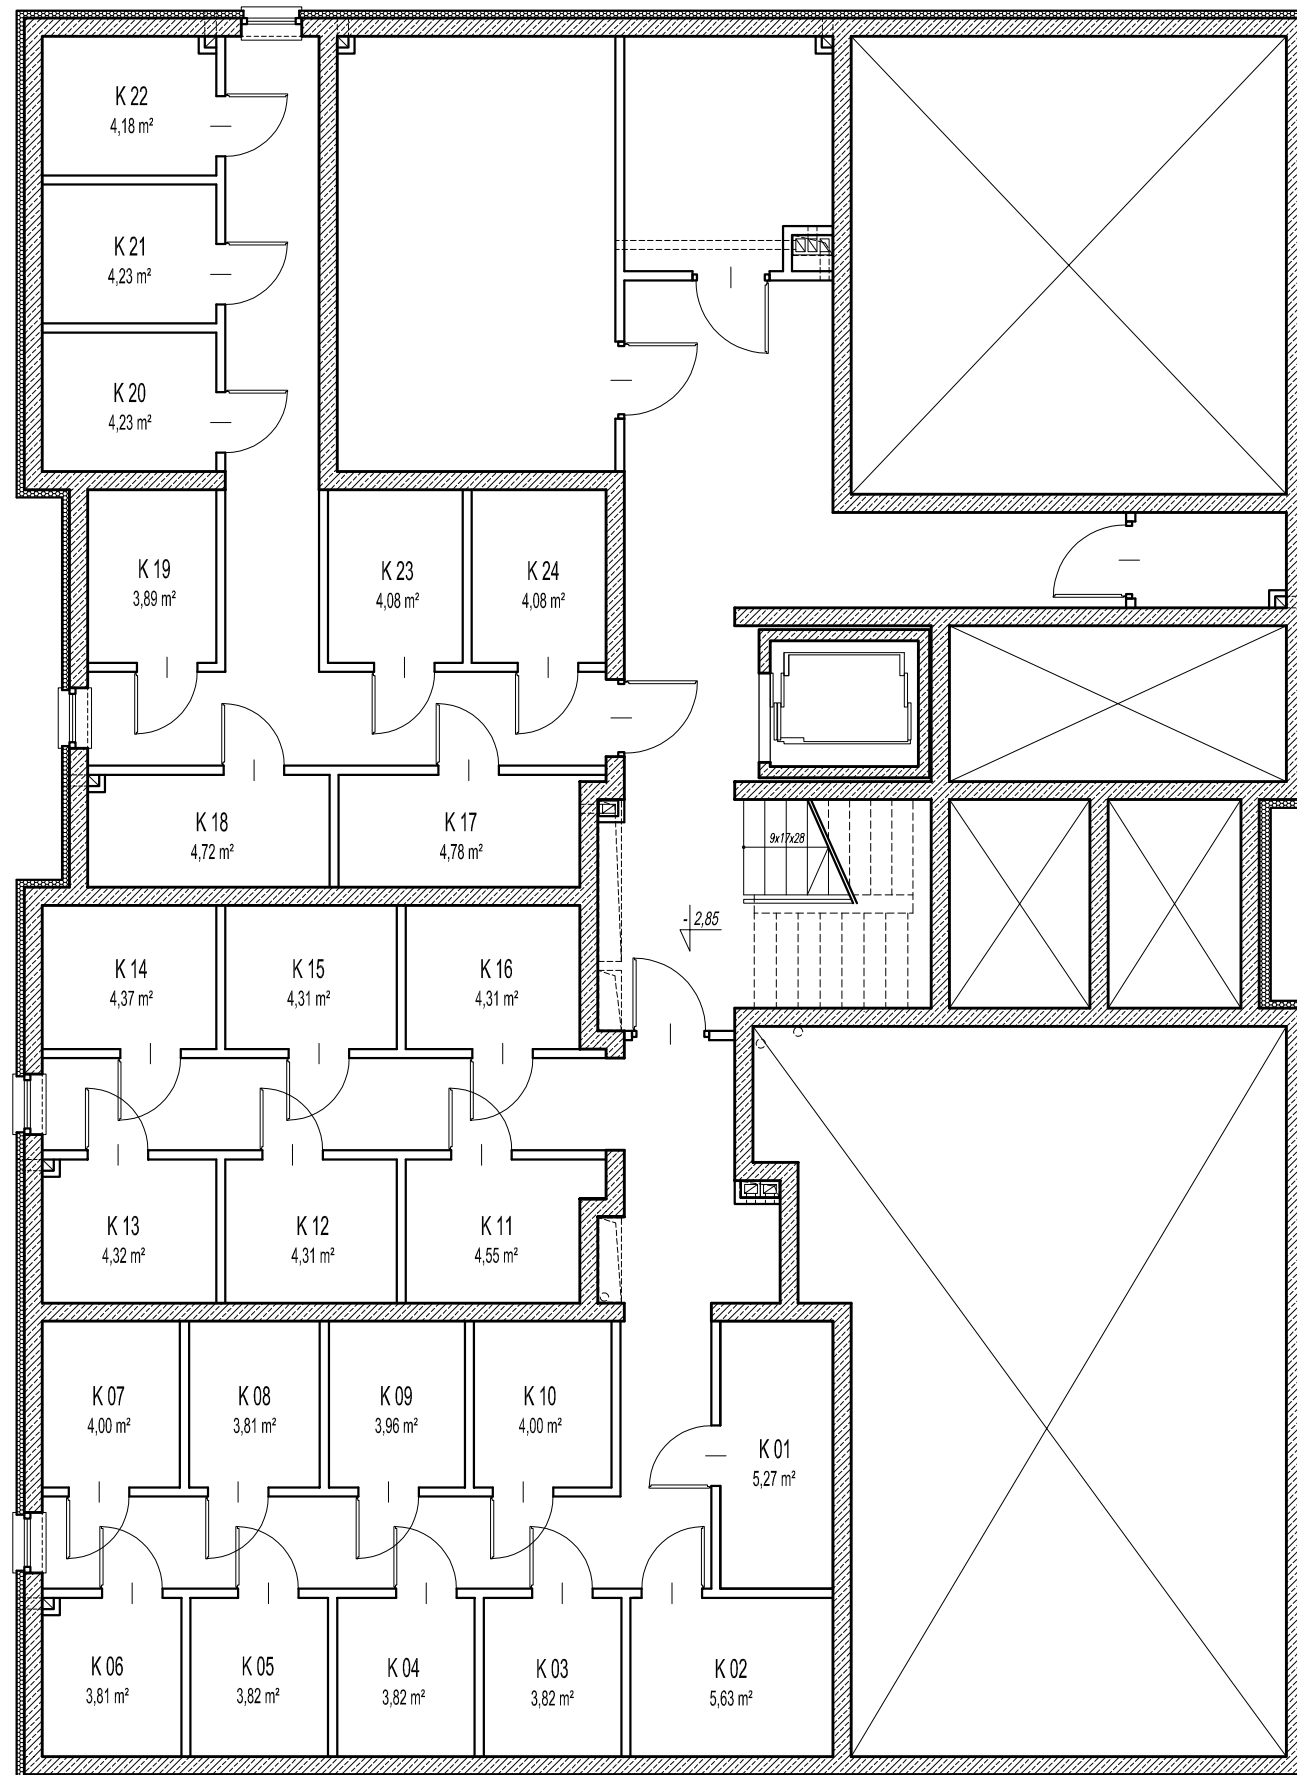 K 22
4,18 m²
K 21
4,23 m²
K 20
4,23 m²
K 19
3,89 m²
K 23
4,08 m²
K 24
4,08 m²
K 18
4,72 m²
K 17
4,78 m²
9x17x28
- 2,85
K 14
4,37 m²
K 15
4,31 m²
K 16
4,31 m²
K 13
4,32 m²
K 12
4,31 m²
K 11
4,55 m²
K 07
4,00 m²
K 08
3,81 m²
K 09
3,96 m²
K 10
4,00 m²
K 01
5,27 m²
K 06
3,81 m²
K 05
3,82 m²
K 04
3,82 m²
K 03
3,82 m²
K 02
5,63 m²